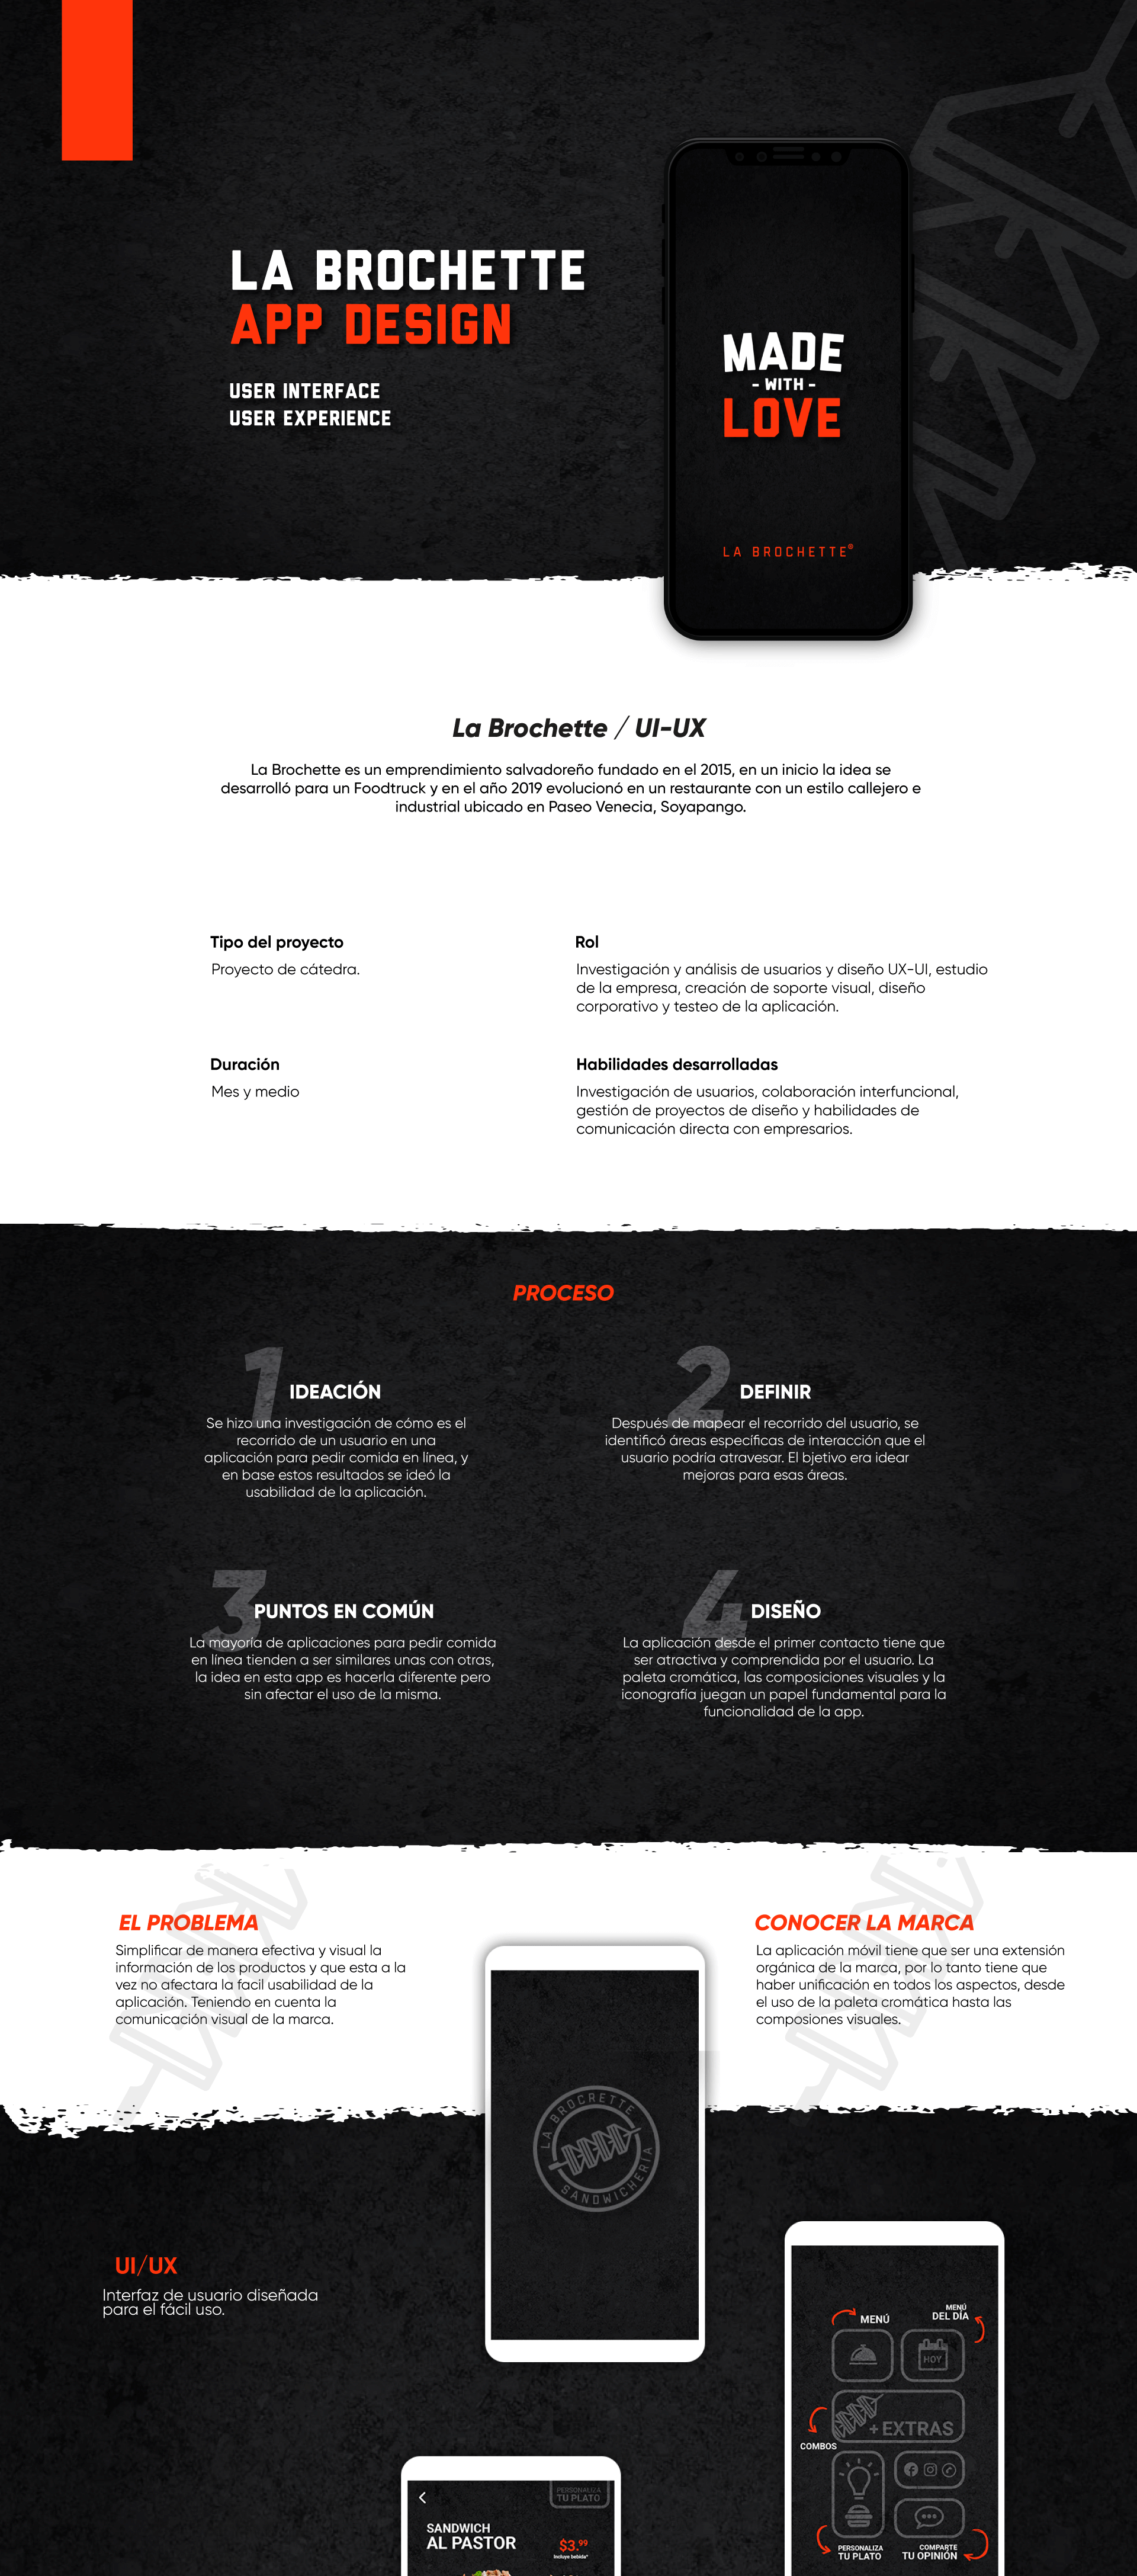 LA BROCHETTE
APP DESIGN
USER INTERFACE
USER EXPERIENCE
MADE
- WITH -
LOVE
LA BROCHETTE®
La Brochette / UI-UX
La Brochette es un emprendimiento salvadoreño fundado en el 2015, en un inicio la idea se
desarrolló para un Foodtruck y en el año 2019 evolucionó en un restaurante con un estilo callejero e
industrial ubicado en Paseo Venecia, Soyapango.
Tipo del proyecto
Proyecto de cátedra.
Rol
Investigación y análisis de usuarios y diseño UX-UI, estudio
de la empresa, creación de soporte visual, diseño
corporativo y testeo de la aplicación.
Duración
Mes y medio
Habilidades desarrolladas
Investigación de usuarios, colaboración interfuncional,
gestión de proyectos de diseño y habilidades de
comunicación directa con empresarios.
PROCESO
1
IDEACIÓN
Se hizo una investigación de cómo es el
recorrido de un usuario en una
aplicación para pedir comida en línea, y
en base estos resultados se ideó la
usabilidad de la aplicación.
2
DEFINIR
Después de mapear el recorrido del usuario, se
identificó áreas específicas de interacción que el
usuario podría atravesar. El bjetivo era idear
mejoras para esas áreas.
3
PUNTOS EN COMÚN
La mayoría de aplicaciones para pedir comida
en línea tienden a ser similares unas con otras,
la idea en esta app es hacerla diferente pero
sin afectar el uso de la misma.
4
DISEÑO
La aplicación desde el primer contacto tiene que
ser atractiva y comprendida por el usuario. La
paleta cromática, las composiciones visuales y la
iconografía juegan un papel fundamental para la
funcionalidad de la app.
EL PROBLEMA
Simplificar de manera efectiva y visual la
información de los productos y que esta a la
vez no afectara la facil usabilidad de la
aplicación. Teniendo en cuenta la
comunicación visual de la marca.
CONOCER LA MARCA
La aplicación móvil tiene que ser una extensión
orgánica de la marca, por lo tanto tiene que
haber unificación en todos los aspectos, desde
el uso de la paleta cromática hasta las
composiones visuales.
LA BROCRETTE
SANDWICHERÍA
UI/UX
Interfaz de usuario diseñada
para el fácil uso.
MENÚ
MENÚ
DEL DÍA
HOY
+ EXTRAS
COMBOS
PERSONALIZA
TU PLATO
COMPARTE
TU OPINIÓN
PERSONALIZA
TU PLATO
SANDWICH
AL PASTOR
$3.99
Incluye bebida*